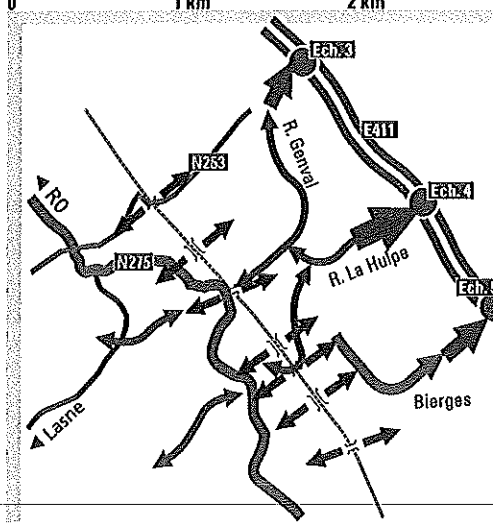 0 1 km 2 km
Ech. 3
E411
R. Genval
N253
RO
Ech. 4
R. La Hulpe
N275
Ech.
Bierges
Lasne